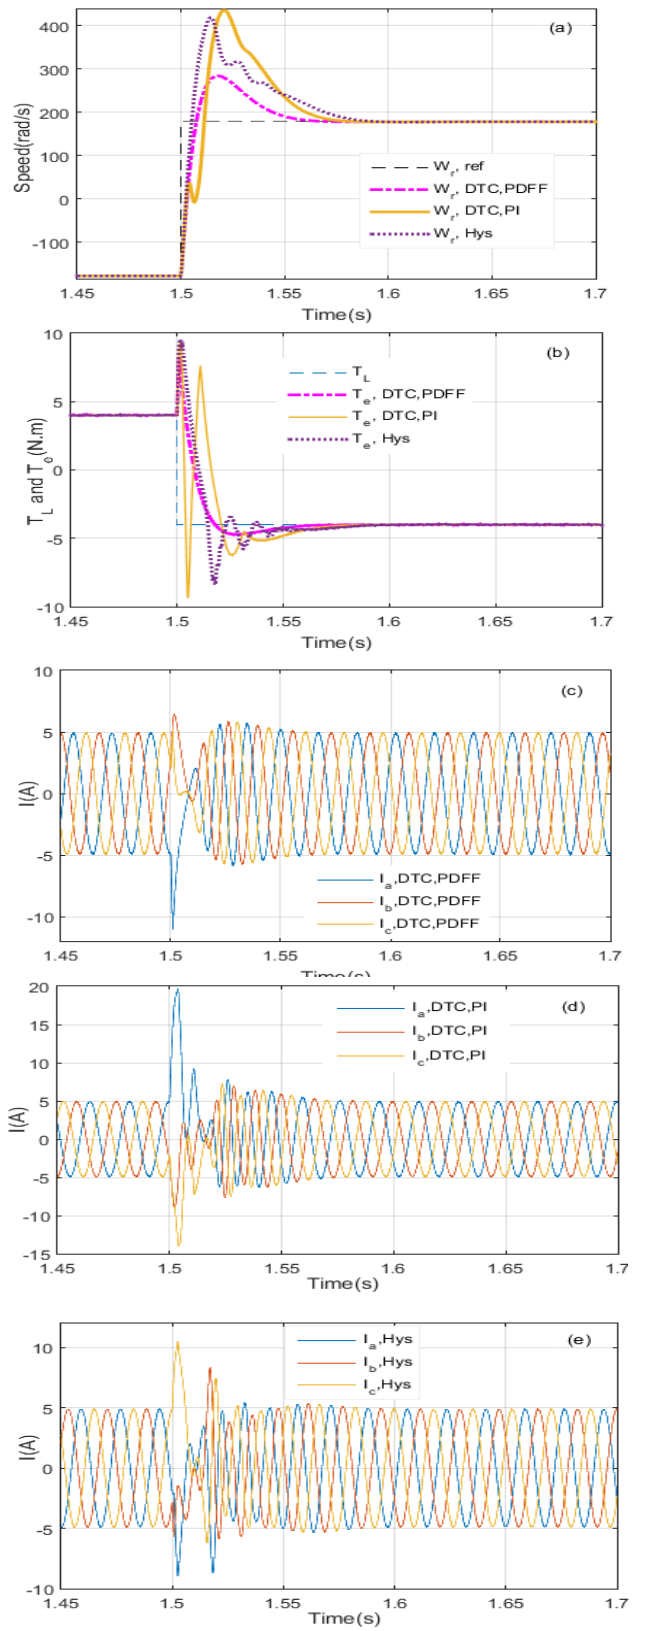 (a)
400
300
200
100
0
-100
Speed(rad/s)
W_r, ref
W_r, DTC,PDFF
W_r, DTC,PI
W_r, Hys
1.45 1.5 1.55 1.6 1.65 1.7
Time(s)
(b)
10
5
0
-5
-10
T_L and T_e(N.m)
T_L
T_e, DTC,PDFF
T_e, DTC,PI
T_e, Hys
1.45 1.5 1.55 1.6 1.65 1.7
Time(s)
(c)
10
5
0
-5
-10
I(A)
I_a,DTC,PDFF
I_b,DTC,PDFF
I_c,DTC,PDFF
1.45 1.5 1.55 1.6 1.65 1.7
Time(s)
(d)
20
15
10
5
0
-5
-10
-15
I(A)
I_a,DTC,PI
I_b,DTC,PI
I_c,DTC,PI
1.45 1.5 1.55 1.6 1.65 1.7
Time(s)
(e)
10
5
0
-5
-10
I(A)
I_a,Hys
I_b,Hys
I_c,Hys
1.45 1.5 1.55 1.6 1.65 1.7
Time(s)